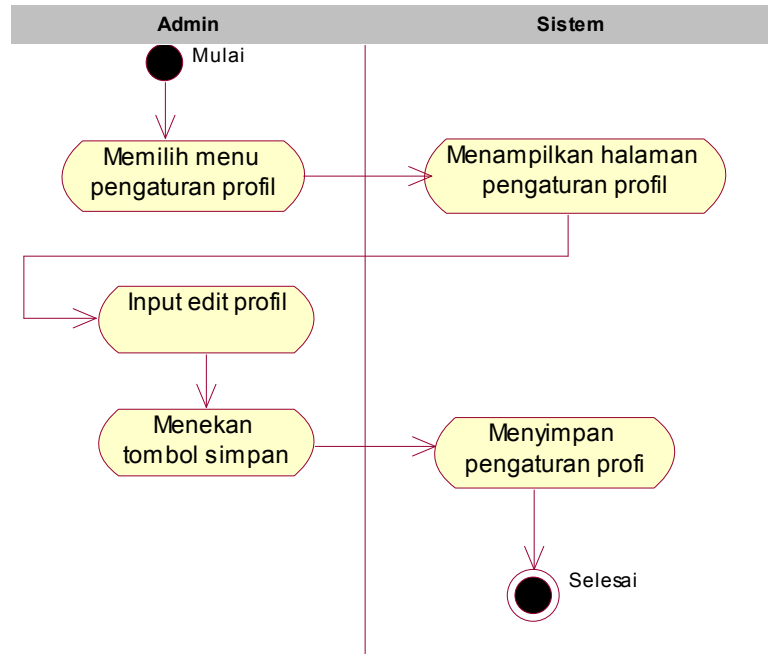 Admin
Sistem
Mulai
Memilih menu
pengaturan profil
Menampilkan halaman
pengaturan profil
Input edit profil
Menekan
tombol simpan
Menyimpan
pengaturan profi
Selesai